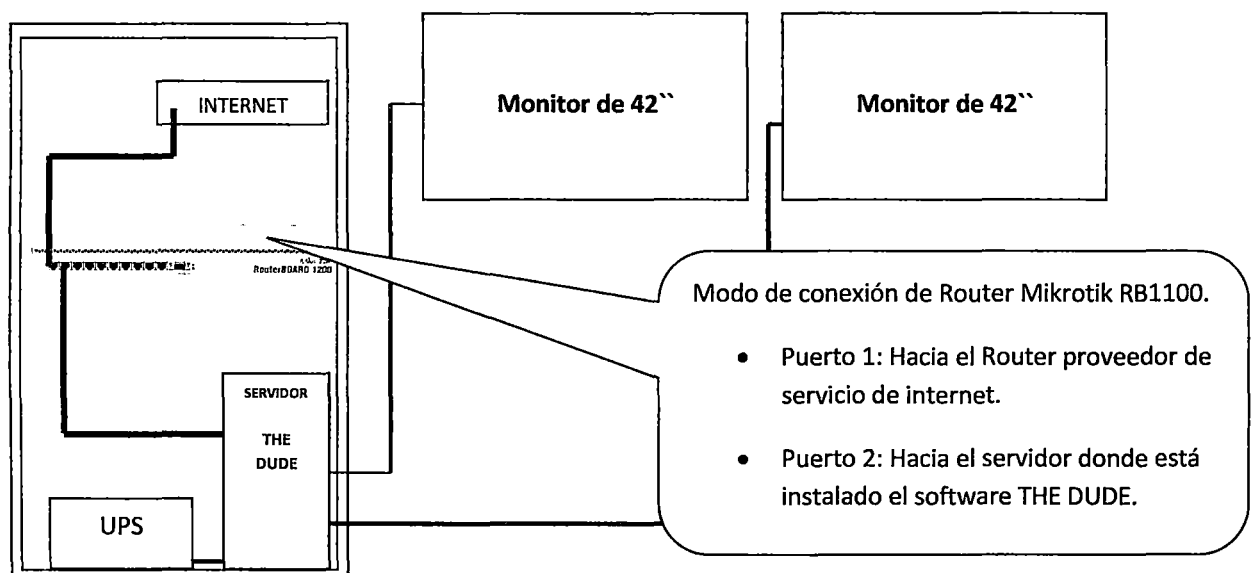 INTERNET
Monitor de 42``
Monitor de 42``
RouterBOARD 1200
Modo de conexión de Router Mikrotik RB1100.
• Puerto 1: Hacia el Router proveedor de
servicio de internet.
• Puerto 2: Hacia el servidor donde está
instalado el software THE DUDE.
SERVIDOR
THE
DUDE
UPS